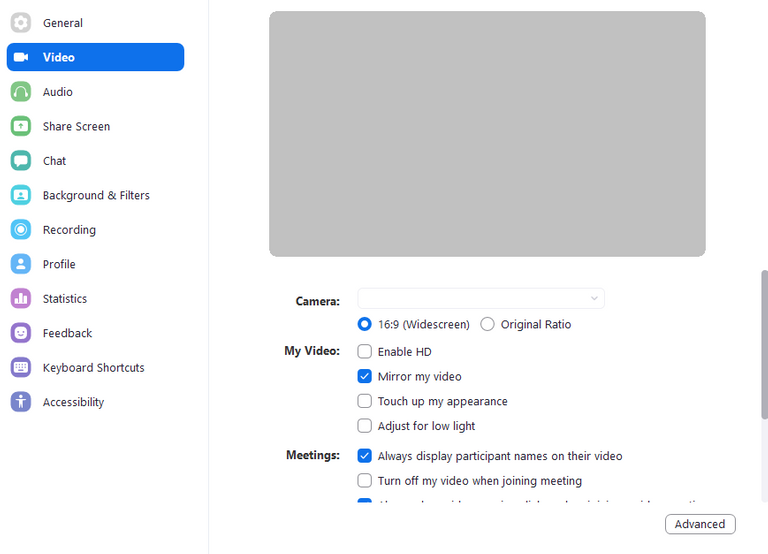 General
Video
Audio
Share Screen
Chat
Background & Filters
Recording
Profile
Statistics
Feedback
Keyboard Shortcuts
Accessibility
Camera:
16:9 (Widescreen) Original Ratio
My Video: Enable HD
Mirror my video
Touch up my appearance
Adjust for low light
Meetings: Always display participant names on their video
Turn off my video when joining meeting
Advanced